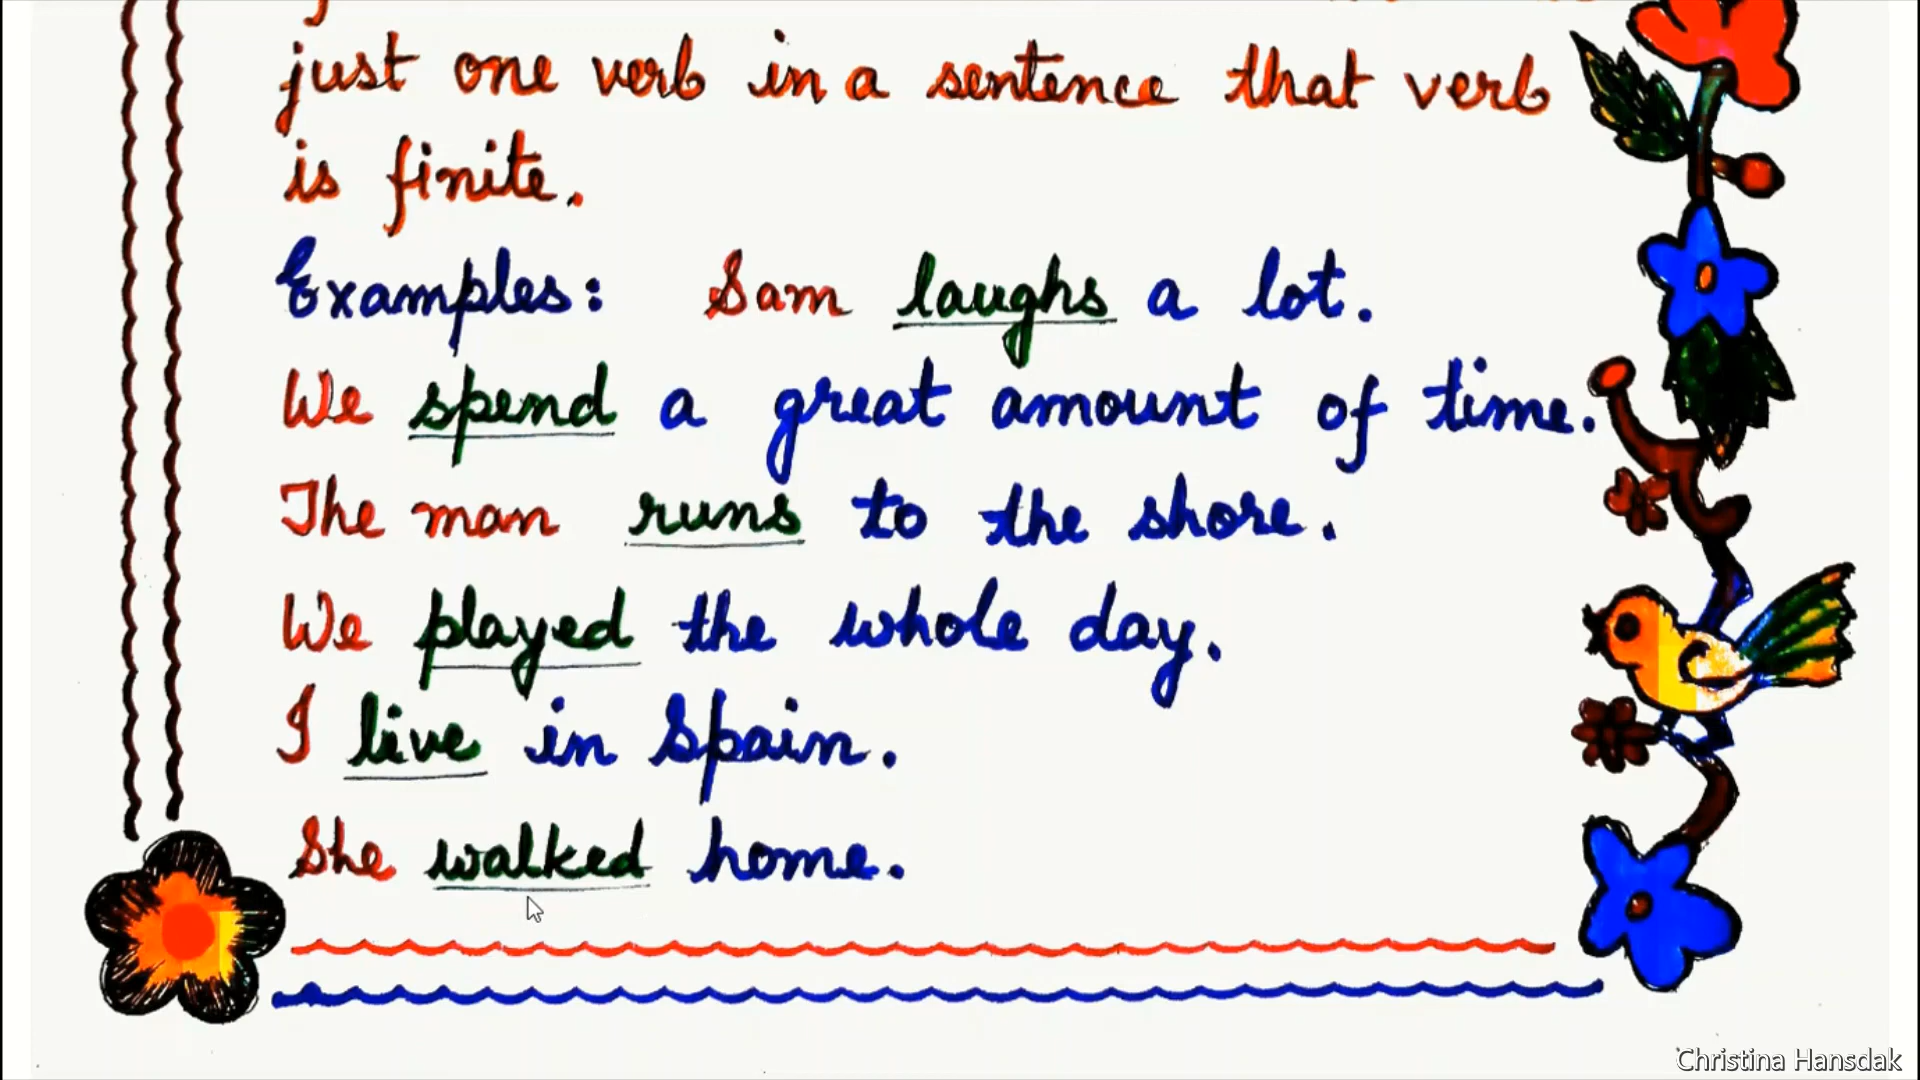 just one verb in a sentence that verb
is finite.
Examples: Sam laughs a lot.
We spend a great amount of time.
The man runs to the shore.
We played the whole day.
I live in Spain.
She walked home.
Christina Hansdak